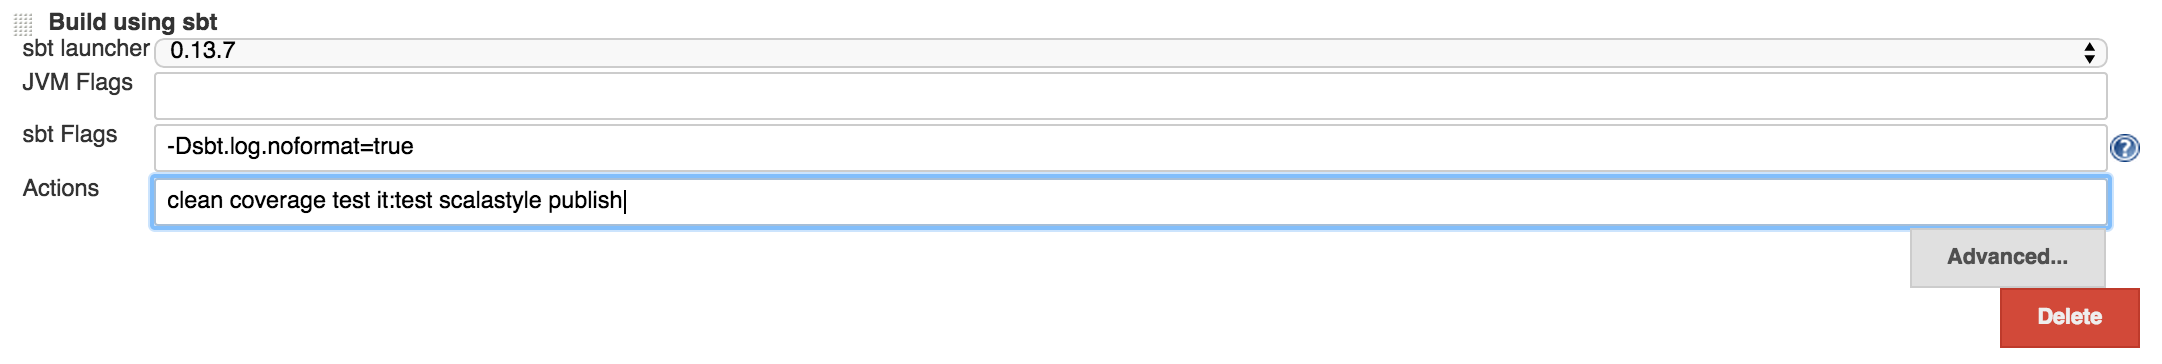 Build using sbt
sbt launcher 0.13.7
JVM Flags
sbt Flags -Dsbt.log.noformat=true ?
Actions clean coverage test it:test scalastyle publish
Advanced...
Delete